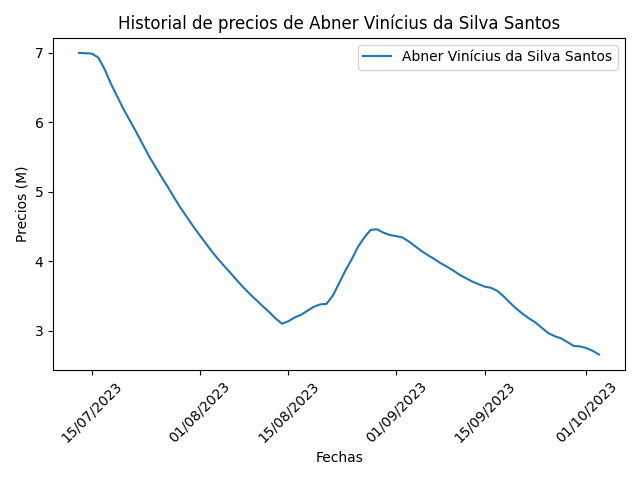 Historial de precios de Abner Vinícius da Silva Santos
Abner Vinícius da Silva Santos
Precios (M)
7
6
5
4
3
15/07/2023
01/08/2023
15/08/2023
01/09/2023
15/09/2023
01/10/2023
Fechas